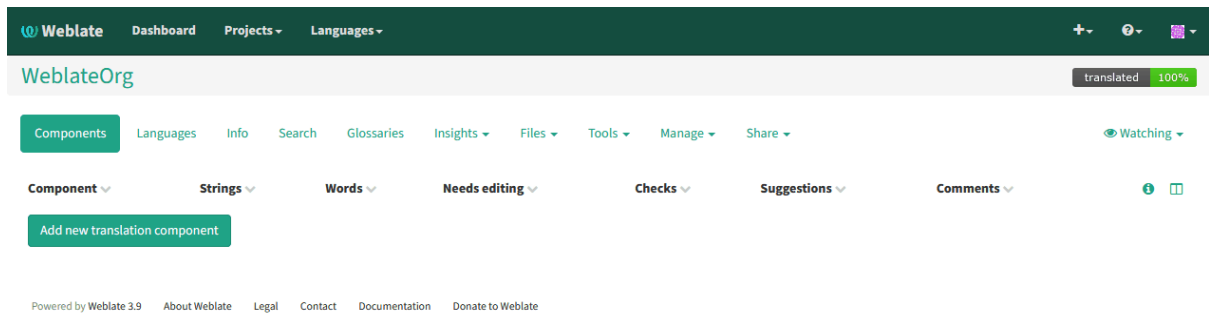 Weblate Dashboard Projects Languages
WeblateOrg translated 100%
Components Languages Info Search Glossaries Insights Files Tools Manage Share Watching
Component Strings Words Needs editing Checks Suggestions Comments
Add new translation component
Powered by Weblate 3.9 About Weblate Legal Contact Documentation Donate to Weblate